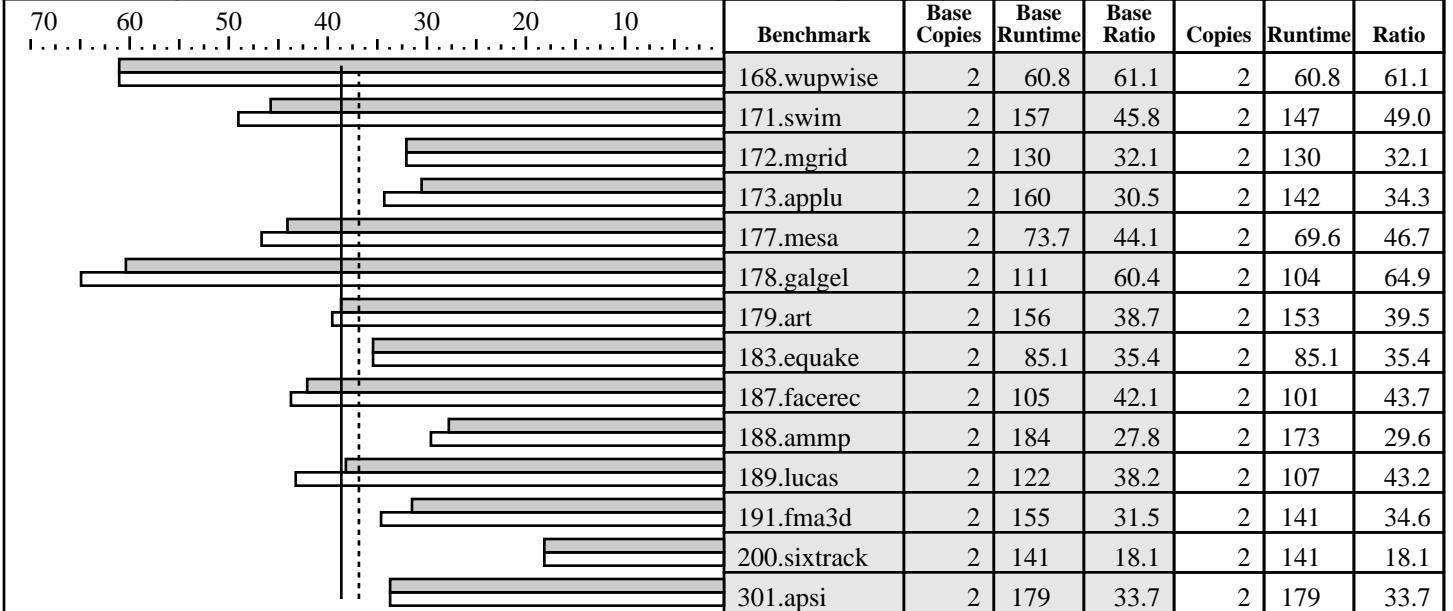 70 60 50 40 30 20 10
Benchmark Base Copies Base Runtime Base Ratio Copies Runtime Ratio
168.wupwise 2 60.8 61.1 2 60.8 61.1
171.swim 2 157 45.8 2 147 49.0
172.mgrid 2 130 32.1 2 130 32.1
173.applu 2 160 30.5 2 142 34.3
177.mesa 2 73.7 44.1 2 69.6 46.7
178.galgel 2 111 60.4 2 104 64.9
179.art 2 156 38.7 2 153 39.5
183.equake 2 85.1 35.4 2 85.1 35.4
187.facerec 2 105 42.1 2 101 43.7
188.ammp 2 184 27.8 2 173 29.6
189.lucas 2 122 38.2 2 107 43.2
191.fma3d 2 155 31.5 2 141 34.6
200.sixtrack 2 141 18.1 2 141 18.1
301.apsi 2 179 33.7 2 179 33.7